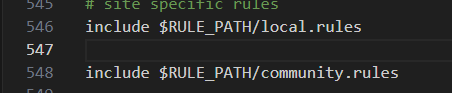 545 # site specific rules
546 include $RULE_PATH/local.rules
547
548 include $RULE_PATH/community.rules